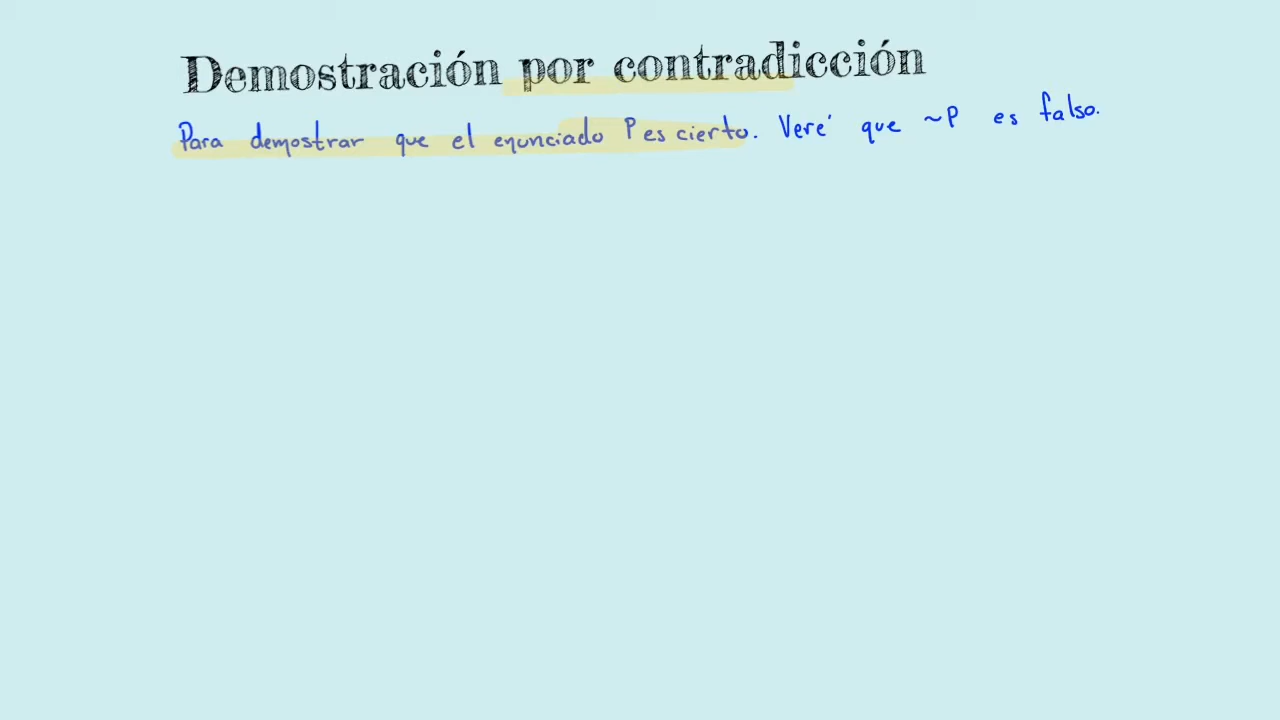 Demostración por contradicción
Para demostrar que el enunciado P es cierto. Veré que ~P es falso.